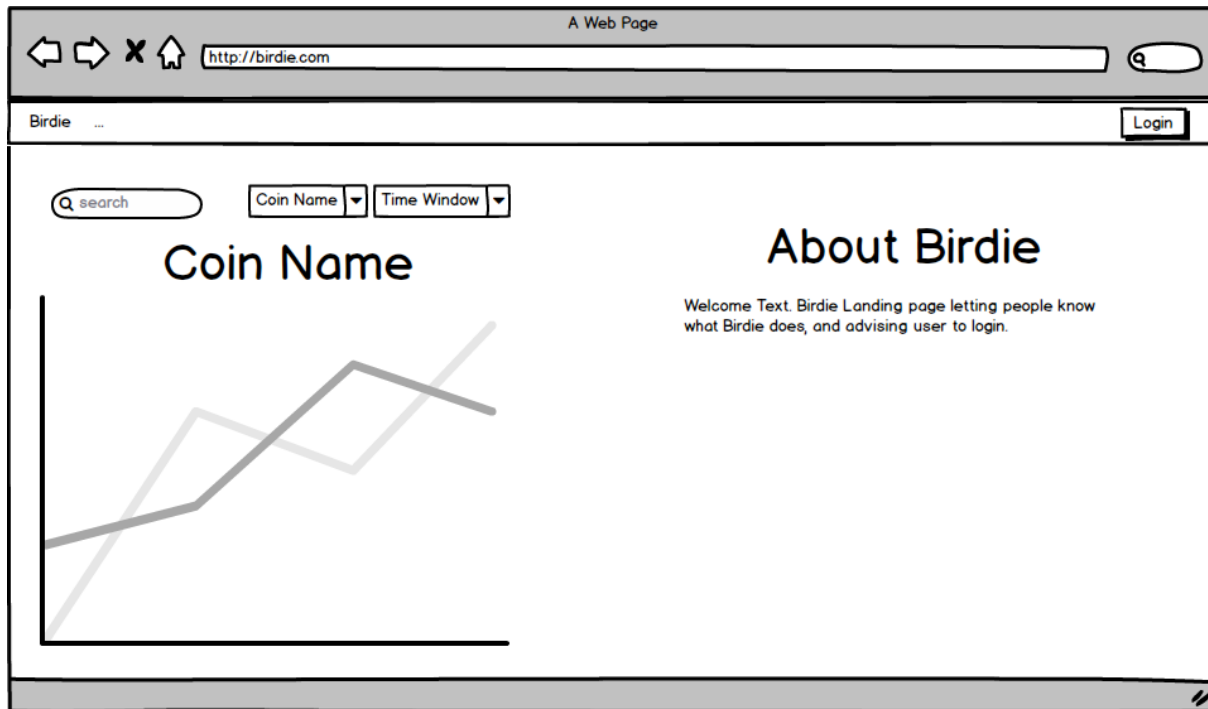 A Web Page
http://birdie.com
Birdie ...
Login
search
Coin Name
Time Window
Coin Name
About Birdie
Welcome Text. Birdie Landing page letting people know
what Birdie does, and advising user to login.